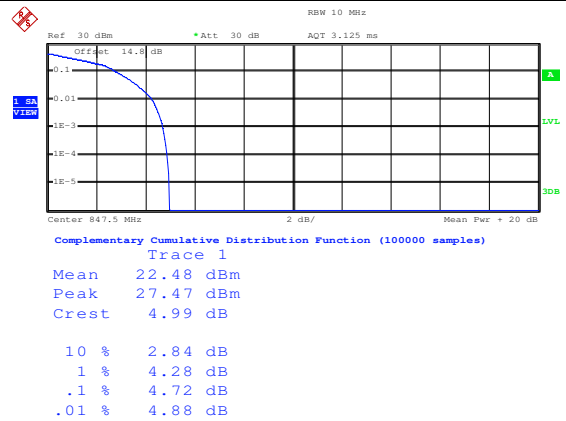 RBW 10 MHz
Ref 30 dBm *Att 30 dB AQT 3.125 ms
Offset 14.8 dB
0.1
A
0.01
1 SA
VIEW
1E-3
LVL
1E-4
1E-5
3DB
Center 847.5 MHz 2 dB/ Mean Pwr + 20 dB
Complementary Cumulative Distribution Function (100000 samples)
Trace 1
Mean 22.48 dBm
Peak 27.47 dBm
Crest 4.99 dB
10 % 2.84 dB
1 % 4.28 dB
.1 % 4.72 dB
.01 % 4.88 dB